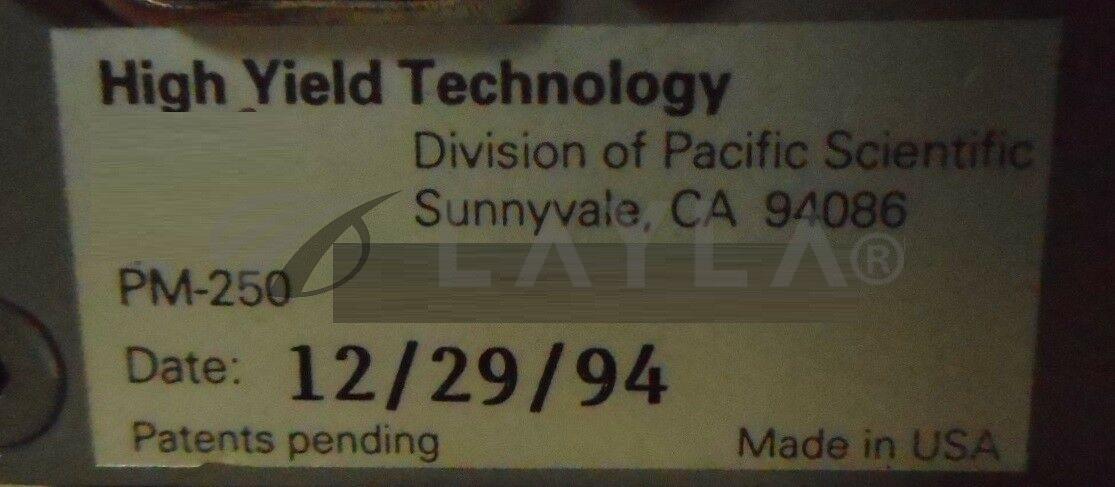 High Yield Technology
Division of Pacific Scientific
Sunnyvale, CA 94086
LAYLA®
PM-250
Date: 12/29/94
Patents pending
Made in USA